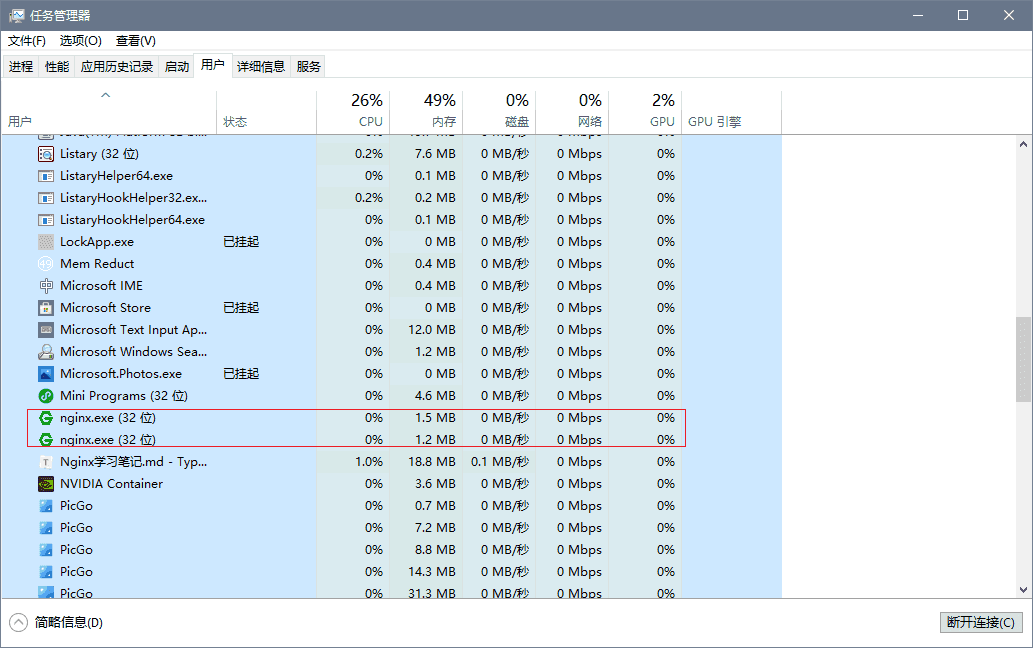 任务管理器
文件(F) 选项(O) 查看(V)
进程 性能 应用历史记录 启动 用户 详细信息 服务
26% 49% 0% 0% 2%
用户 状态 CPU 内存 磁盘 网络 GPU GPU 引擎
Listary (32 位) 0.2% 7.6 MB 0 MB/秒 0 Mbps 0%
ListaryHelper64.exe 0% 0.1 MB 0 MB/秒 0 Mbps 0%
ListaryHookHelper32.ex... 0.2% 0.2 MB 0 MB/秒 0 Mbps 0%
ListaryHookHelper64.exe 0% 0.1 MB 0 MB/秒 0 Mbps 0%
LockApp.exe 已挂起 0% 0 MB 0 MB/秒 0 Mbps 0%
Mem Reduct 0% 0.4 MB 0 MB/秒 0 Mbps 0%
Microsoft IME 0% 0.4 MB 0 MB/秒 0 Mbps 0%
Microsoft Store 已挂起 0% 0 MB 0 MB/秒 0 Mbps 0%
Microsoft Text Input Ap... 0% 12.0 MB 0 MB/秒 0 Mbps 0%
Microsoft Windows Sea... 0% 1.2 MB 0 MB/秒 0 Mbps 0%
Microsoft.Photos.exe 已挂起 0% 0 MB 0 MB/秒 0 Mbps 0%
Mini Programs (32 位) 0% 4.6 MB 0 MB/秒 0 Mbps 0%
nginx.exe (32 位) 0% 1.5 MB 0 MB/秒 0 Mbps 0%
nginx.exe (32 位) 0% 1.2 MB 0 MB/秒 0 Mbps 0%
Nginx学习笔记.md - Typ... 1.0% 18.8 MB 0.1 MB/秒 0 Mbps 0%
NVIDIA Container 0% 3.6 MB 0 MB/秒 0 Mbps 0%
PicGo 0% 0.7 MB 0 MB/秒 0 Mbps 0%
PicGo 0% 7.2 MB 0 MB/秒 0 Mbps 0%
PicGo 0% 8.8 MB 0 MB/秒 0 Mbps 0%
PicGo 0% 14.3 MB 0 MB/秒 0 Mbps 0%
PicGo 0% 31.3 MB 0 MB/秒 0 Mbps 0%
简略信息(D) 断开连接(C)